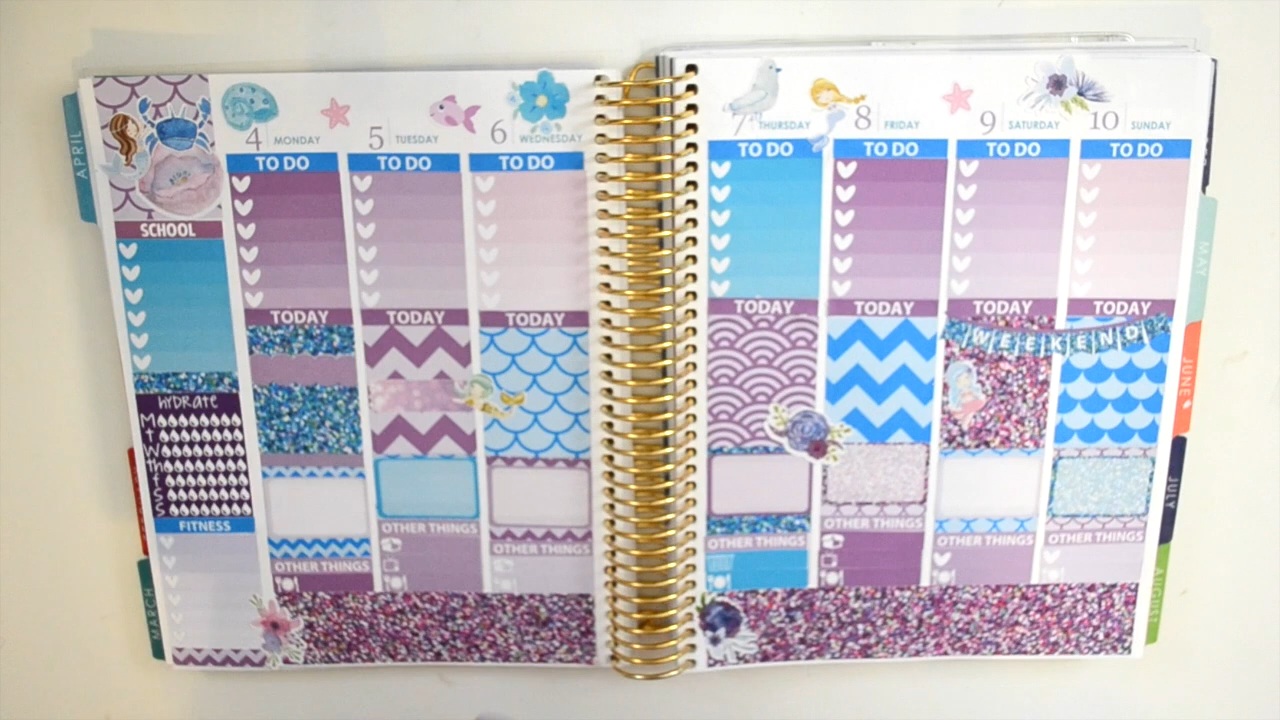 APRIL
4 MONDAY
5 TUESDAY
6 WEDNESDAY
7 THURSDAY
8 FRIDAY
9 SATURDAY
10 SUNDAY
TO DO
TO DO
TO DO
TO DO
TO DO
TO DO
TO DO
SCHOOL
TODAY
TODAY
TODAY
TODAY
TODAY
TODAY
TODAY
WEEKEND
HYDRATE
M
T
W
Th
F
S
S
FITNESS
OTHER THINGS
OTHER THINGS
OTHER THINGS
OTHER THINGS
OTHER THINGS
OTHER THINGS
OTHER THINGS
MARCH
MAY
JUNE
JULY
AUGUST